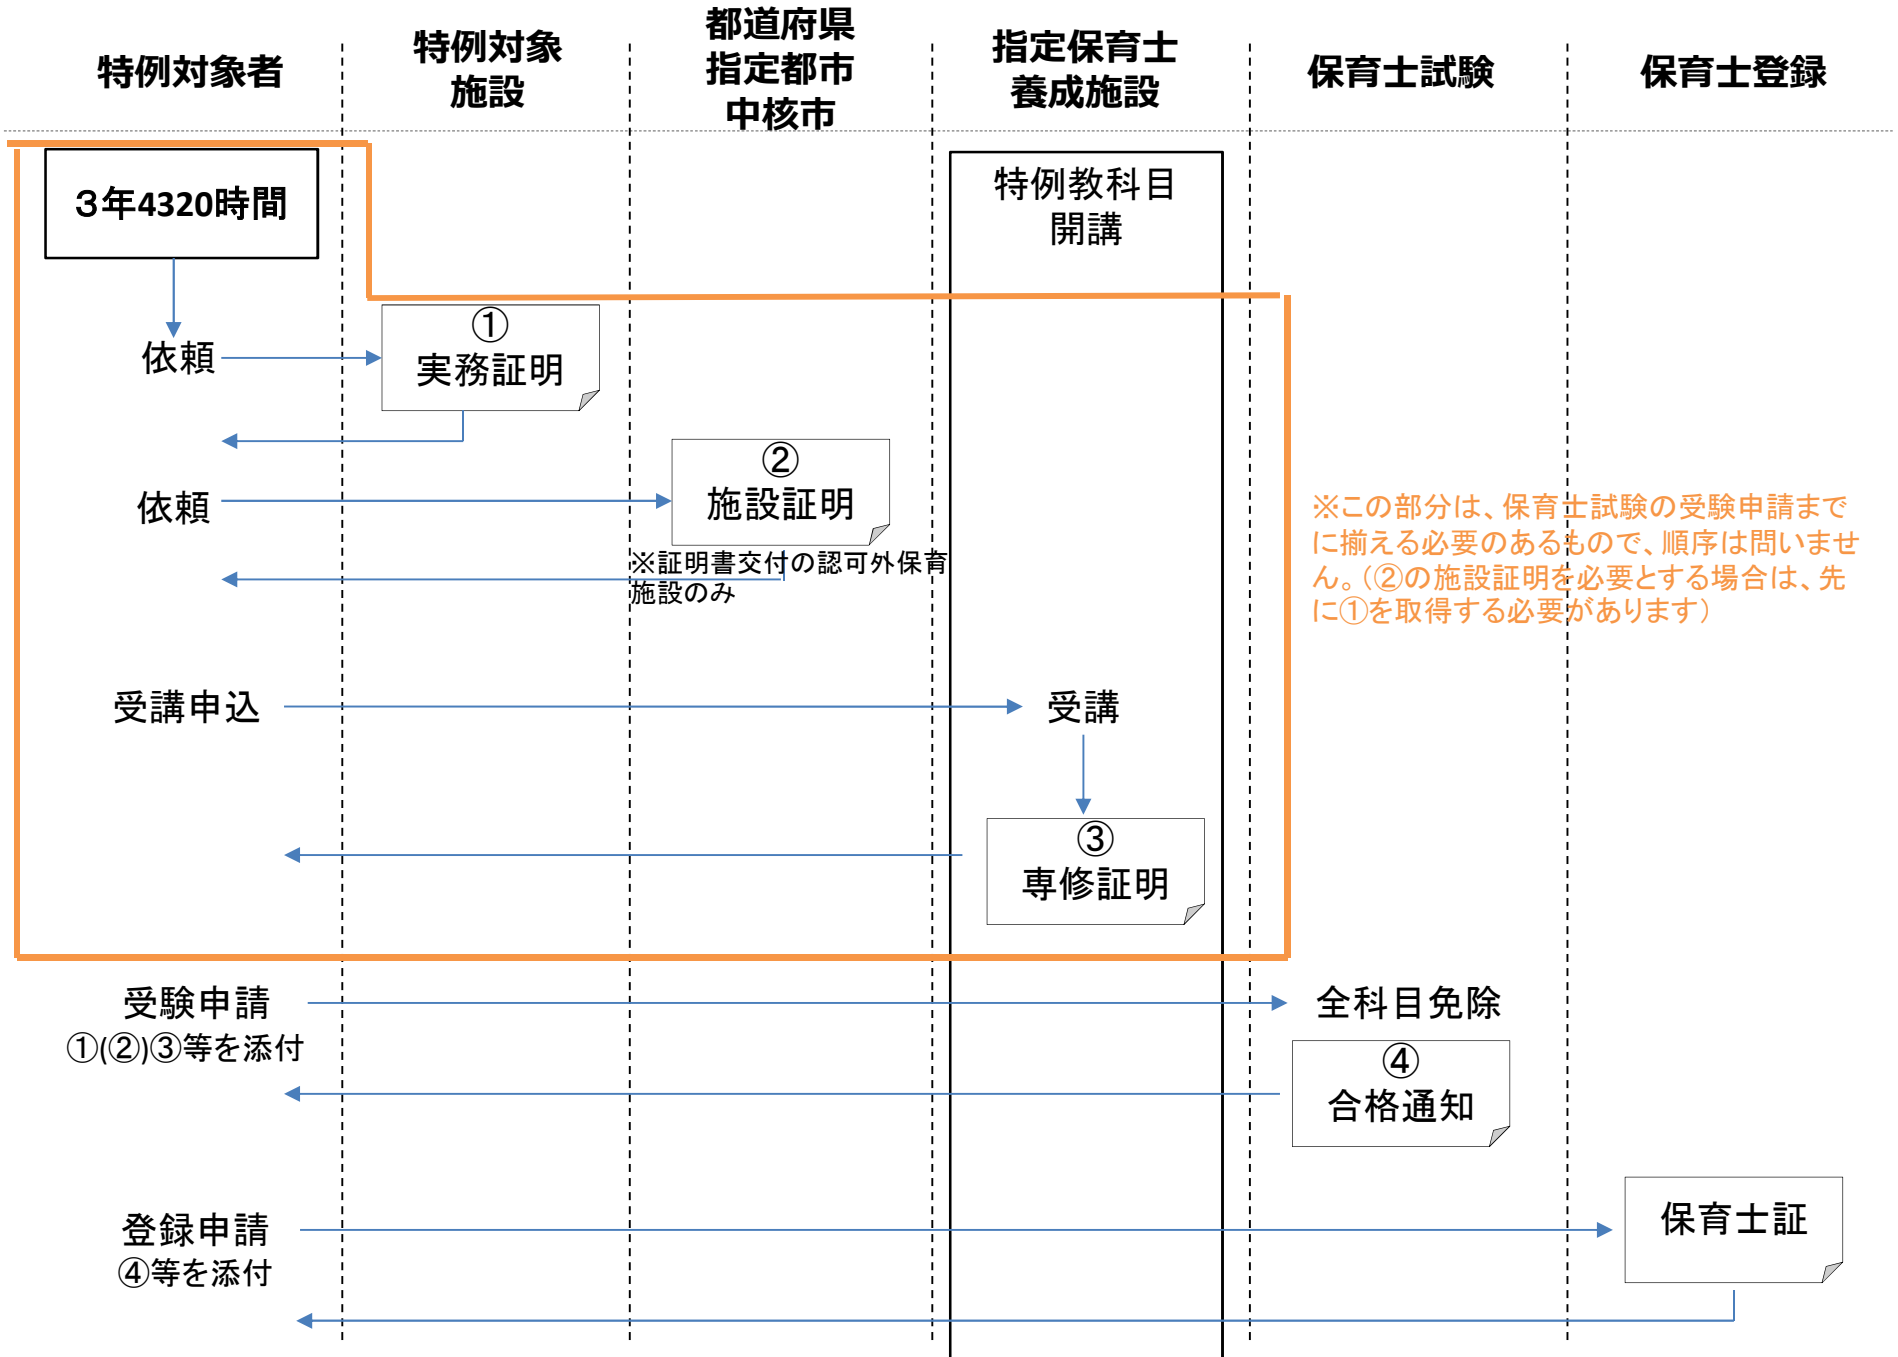 特例対象者
特例対象
施設
都道府県
指定都市
中核市
指定保育士
養成施設
保育士試験
保育士登録
３年4320時間
特例教科目
開講
依頼
①
実務証明
依頼
②
施設証明
※証明書交付の認可外保育
施設のみ
※この部分は、保育士試験の受験申請まで
に揃える必要のあるもので、順序は問いませ
ん。（②の施設証明を必要とする場合は、先
に①を取得する必要があります）
受講申込
受講
③
専修証明
受験申請
①(②)③等を添付
全科目免除
④
合格通知
登録申請
④等を添付
保育士証